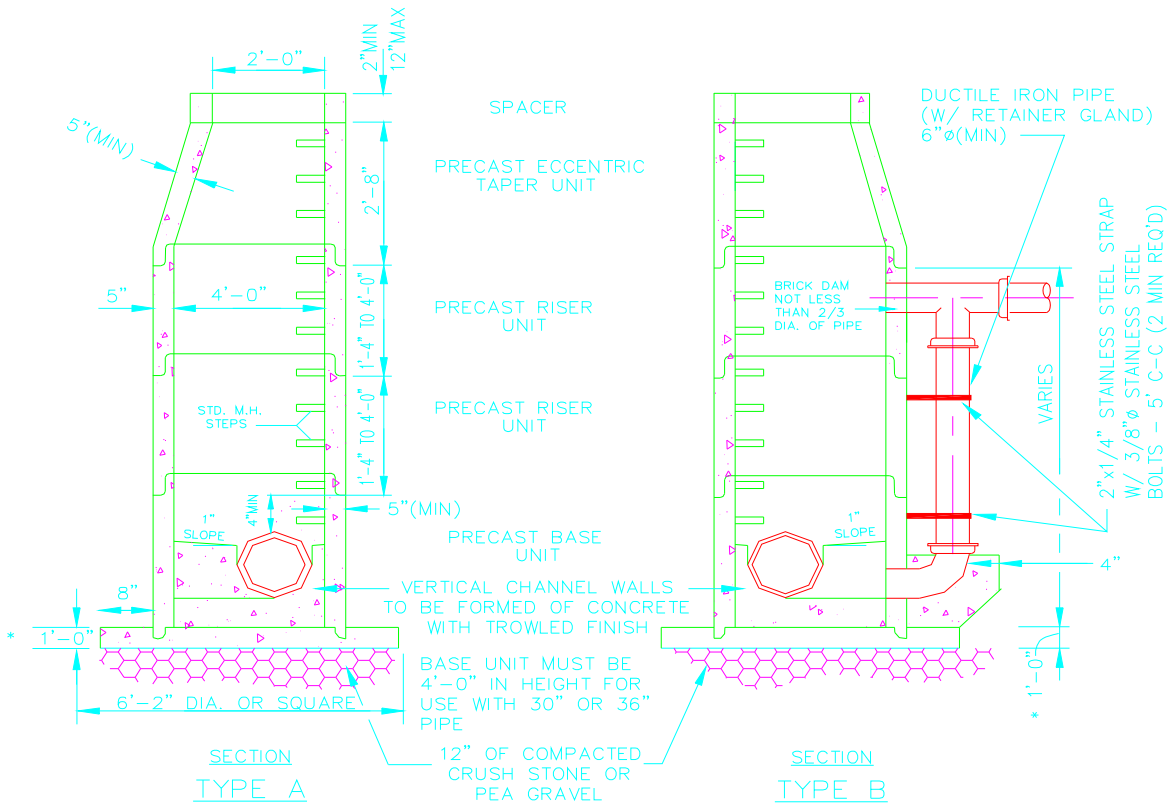 2'-0"
2"MIN
12"MAX
5"(MIN)
SPACER
DUCTILE IRON PIPE
(W/ RETAINER GLAND)
6"ø(MIN)
PRECAST ECCENTRIC
TAPER UNIT
2'-8"
2"x1/4" STAINLESS STEEL STRAP
W/ 3/8"ø STAINLESS STEEL
BOLTS - 5' C-C (2 MIN REQ'D)
5"
4'-0"
PRECAST RISER
UNIT
1'-4" TO 4'-0"
BRICK DAM
NOT LESS
THAN 2/3
DIA. OF PIPE
VARIES
STD. M.H.
STEPS
PRECAST RISER
UNIT
1'-4" TO 4'-0"
4"MIN
5"(MIN)
1"
SLOPE
PRECAST BASE
UNIT
1"
SLOPE
4"
8"
VERTICAL CHANNEL WALLS
TO BE FORMED OF CONCRETE
WITH TROWLED FINISH
* 1'-0"
BASE UNIT MUST BE
4'-0" IN HEIGHT FOR
USE WITH 30" OR 36"
PIPE
* 1'-0"
6'-2" DIA. OR SQUARE
12" OF COMPACTED
CRUSH STONE OR
PEA GRAVEL
SECTION
TYPE A
SECTION
TYPE B